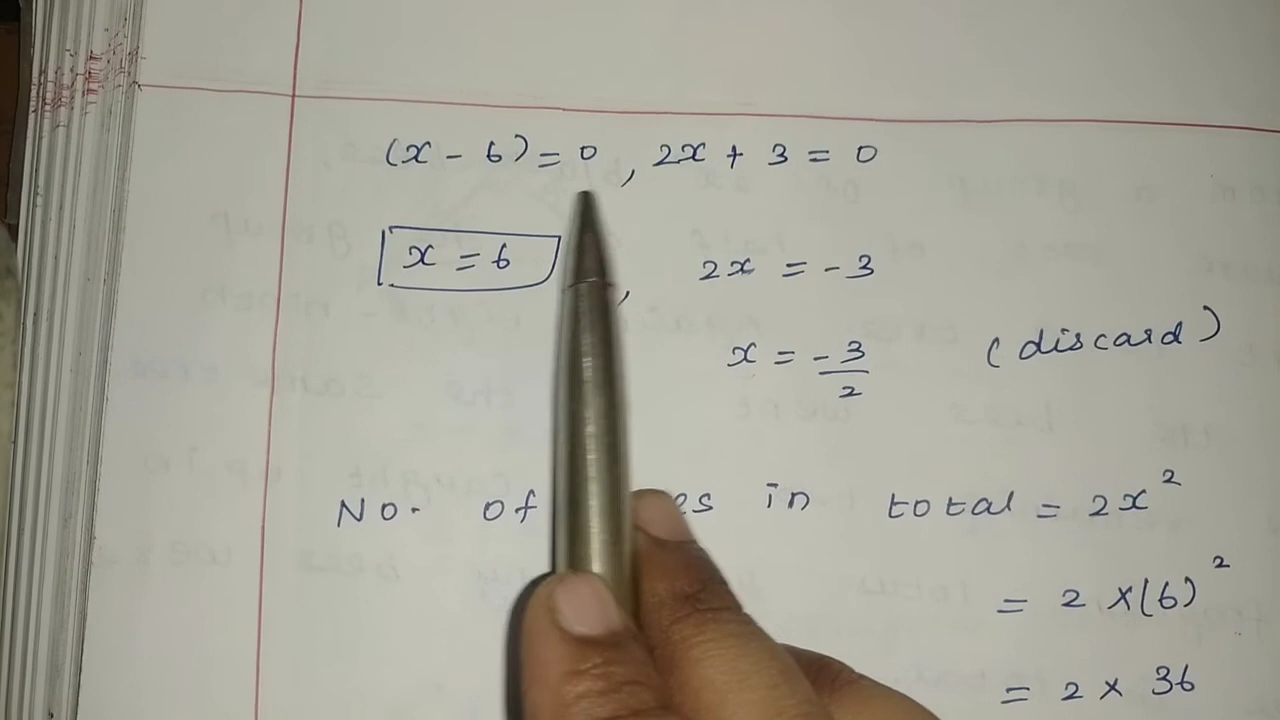 (x - 6) = 0, 2x + 3 = 0
x = 6, 2x = -3
x = -3/2 (discard)
No. of in total = 2x²
= 2 × (6)²
= 2 × 36